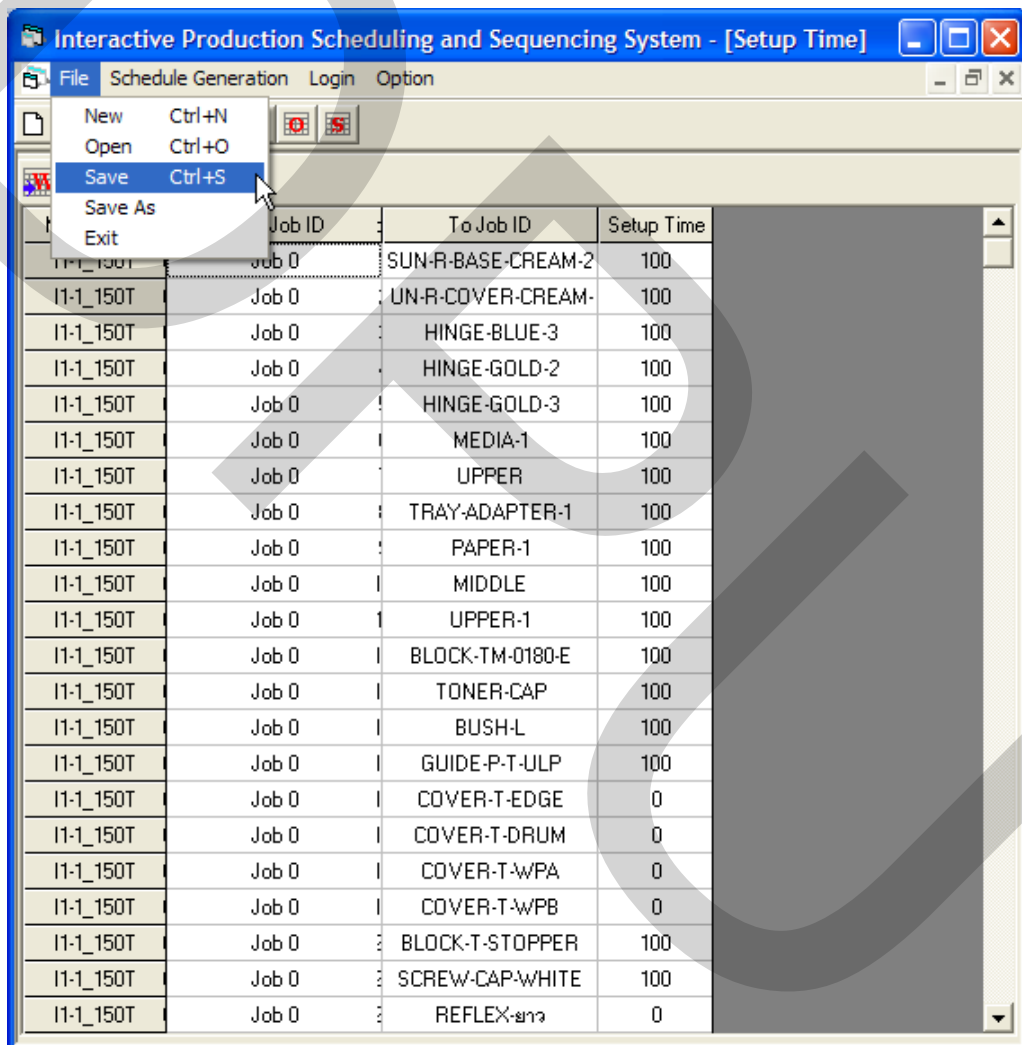 Interactive Production Scheduling and Sequencing System - [Setup Time]
File Schedule Generation Login Option
New Ctrl+N
Open Ctrl+O
Save Ctrl+S
Save As
Exit
O S
W
Job ID To Job ID Setup Time
I1-1_150T Job 0 SUN-R-BASE-CREAM-2 100
I1-1_150T Job 0 UN-R-COVER-CREAM- 100
I1-1_150T Job 0 HINGE-BLUE-3 100
I1-1_150T Job 0 HINGE-GOLD-2 100
I1-1_150T Job 0 HINGE-GOLD-3 100
I1-1_150T Job 0 MEDIA-1 100
I1-1_150T Job 0 UPPER 100
I1-1_150T Job 0 TRAY-ADAPTER-1 100
I1-1_150T Job 0 PAPER-1 100
I1-1_150T Job 0 MIDDLE 100
I1-1_150T Job 0 UPPER-1 100
I1-1_150T Job 0 BLOCK-TM-0180-E 100
I1-1_150T Job 0 TONER-CAP 100
I1-1_150T Job 0 BUSH-L 100
I1-1_150T Job 0 GUIDE-P-T-ULP 100
I1-1_150T Job 0 COVER-T-EDGE 0
I1-1_150T Job 0 COVER-T-DRUM 0
I1-1_150T Job 0 COVER-T-WPA 0
I1-1_150T Job 0 COVER-T-WPB 0
I1-1_150T Job 0 BLOCK-T-STOPPER 100
I1-1_150T Job 0 SCREW-CAP-WHITE 100
I1-1_150T Job 0 REFLEX-ยาว 0